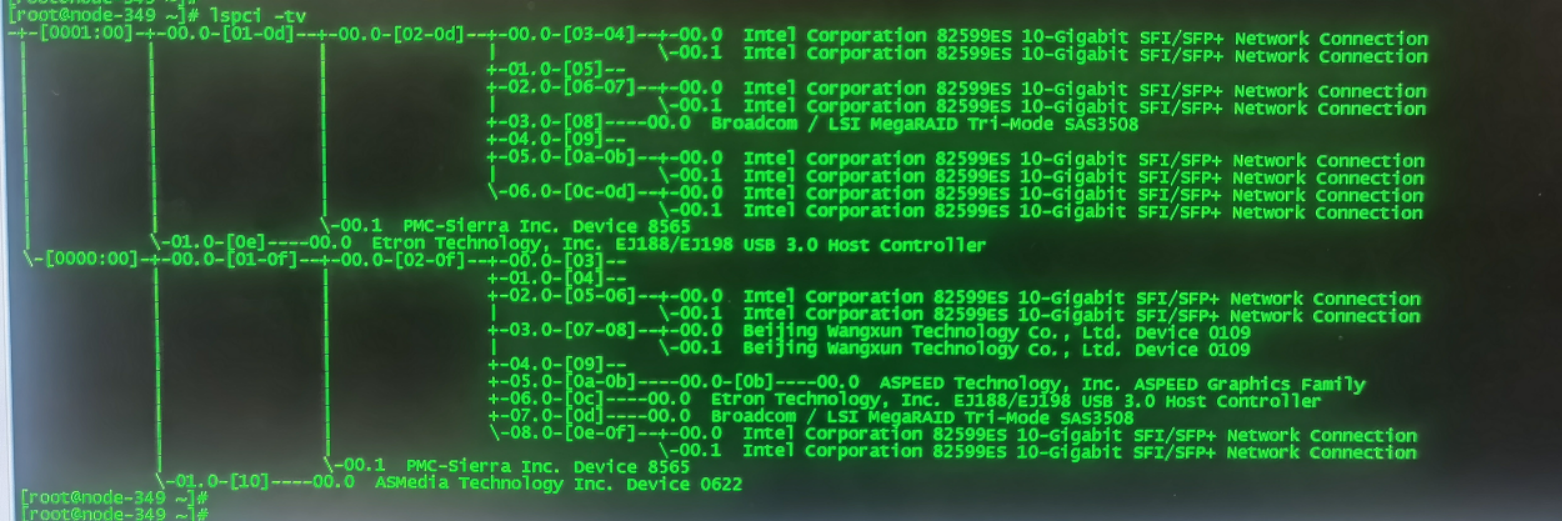 [root@node-349 ~]# lspci -tv
-+-[0001:00]-+-00.0-[01-0d]--+-00.0-[02-0d]--+-00.0-[03-04]--+-00.0  Intel Corporation 82599ES 10-Gigabit SFI/SFP+ Network Connection
 |           |               |               |               \-00.1  Intel Corporation 82599ES 10-Gigabit SFI/SFP+ Network Connection
 |           |               |               +-01.0-[05]--
 |           |               |               +-02.0-[06-07]--+-00.0  Intel Corporation 82599ES 10-Gigabit SFI/SFP+ Network Connection
 |           |               |               |               \-00.1  Intel Corporation 82599ES 10-Gigabit SFI/SFP+ Network Connection
 |           |               |               +-03.0-[08]----00.0  Broadcom / LSI MegaRAID Tri-Mode SAS3508
 |           |               |               +-04.0-[09]--
 |           |               |               +-05.0-[0a-0b]--+-00.0  Intel Corporation 82599ES 10-Gigabit SFI/SFP+ Network Connection
 |           |               |               |               \-00.1  Intel Corporation 82599ES 10-Gigabit SFI/SFP+ Network Connection
 |           |               |               \-06.0-[0c-0d]--+-00.0  Intel Corporation 82599ES 10-Gigabit SFI/SFP+ Network Connection
 |           |               |                               \-00.1  Intel Corporation 82599ES 10-Gigabit SFI/SFP+ Network Connection
 |           |               \-00.1  PMC-Sierra Inc. Device 8565
 |           \-01.0-[0e]----00.0  Etron Technology, Inc. EJ188/EJ198 USB 3.0 Host Controller
 \-[0000:00]-+-00.0-[01-0f]--+-00.0-[02-0f]--+-00.0-[03]--
             |               |               +-01.0-[04]--
             |               |               +-02.0-[05-06]--+-00.0  Intel Corporation 82599ES 10-Gigabit SFI/SFP+ Network Connection
             |               |               |               \-00.1  Intel Corporation 82599ES 10-Gigabit SFI/SFP+ Network Connection
             |               |               +-03.0-[07-08]--+-00.0  Beijing Wangxun Technology Co., Ltd. Device 0109
             |               |               |               \-00.1  Beijing Wangxun Technology Co., Ltd. Device 0109
             |               |               +-04.0-[09]--
             |               |               +-05.0-[0a-0b]----00.0-[0b]----00.0  ASPEED Technology, Inc. ASPEED Graphics Family
             |               |               +-06.0-[0c]----00.0  Etron Technology, Inc. EJ188/EJ198 USB 3.0 Host Controller
             |               |               +-07.0-[0d]----00.0  Broadcom / LSI MegaRAID Tri-Mode SAS3508
             |               |               \-08.0-[0e-0f]--+-00.0  Intel Corporation 82599ES 10-Gigabit SFI/SFP+ Network Connection
             |               |                               \-00.1  Intel Corporation 82599ES 10-Gigabit SFI/SFP+ Network Connection
             |               \-00.1  PMC-Sierra Inc. Device 8565
             \-01.0-[10]----00.0  ASMedia Technology Inc. Device 0622
[root@node-349 ~]#
[root@node-349 ~]#